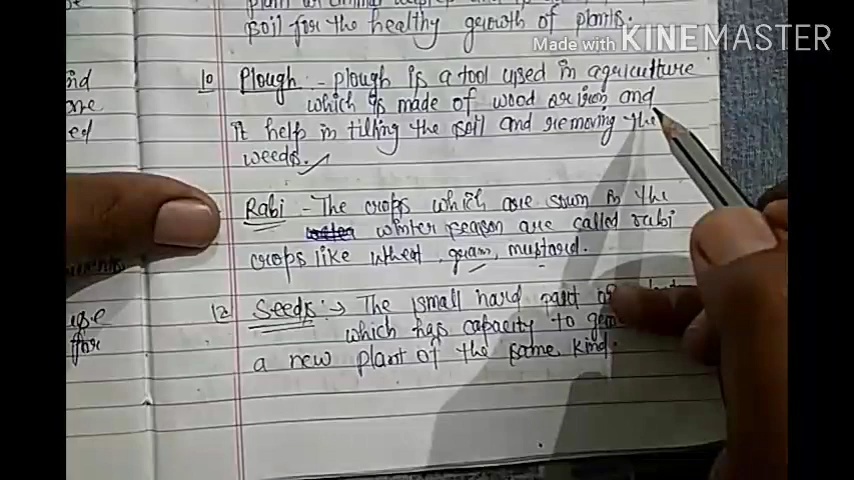 soil for the healthy growth of plants.
Made with KINEMASTER
10 Plough :- plough is a tool used in agriculture
which is made of wood or iron and
it help in tilling the soil and removing the
weeds.
Rabi - The crops which are sown in the
winter season are called rabi
crops like wheat, gram, mustard.
12 Seeds :→ The small hard part
which has capacity to
a new plant of the same kind.
ed
for